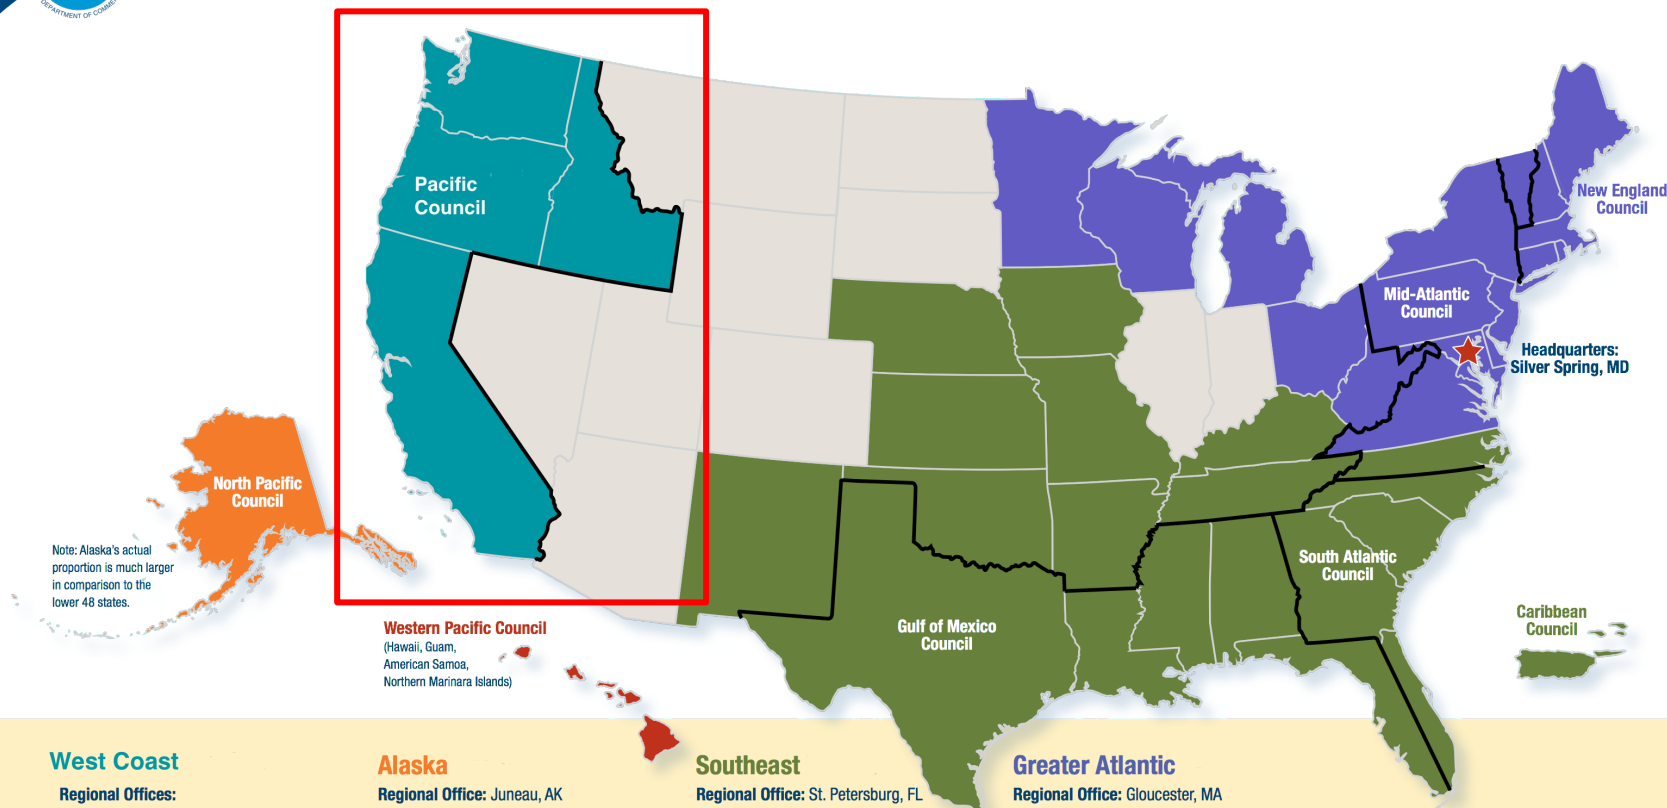 DEPARTMENT OF COMME
Pacific
Council
New England
Council
Mid-Atlantic
Council
Headquarters:
Silver Spring, MD
North Pacific
Council
Note: Alaska's actual
proportion is much larger
in comparison to the
lower 48 states.
South Atlantic
Council
Caribbean
Council
Gulf of Mexico
Council
Western Pacific Council
(Hawaii, Guam,
American Samoa,
Northern Marinara Islands)
West Coast
Regional Offices:
Alaska
Regional Office: Juneau, AK
Southeast
Regional Office: St. Petersburg, FL
Greater Atlantic
Regional Office: Gloucester, MA